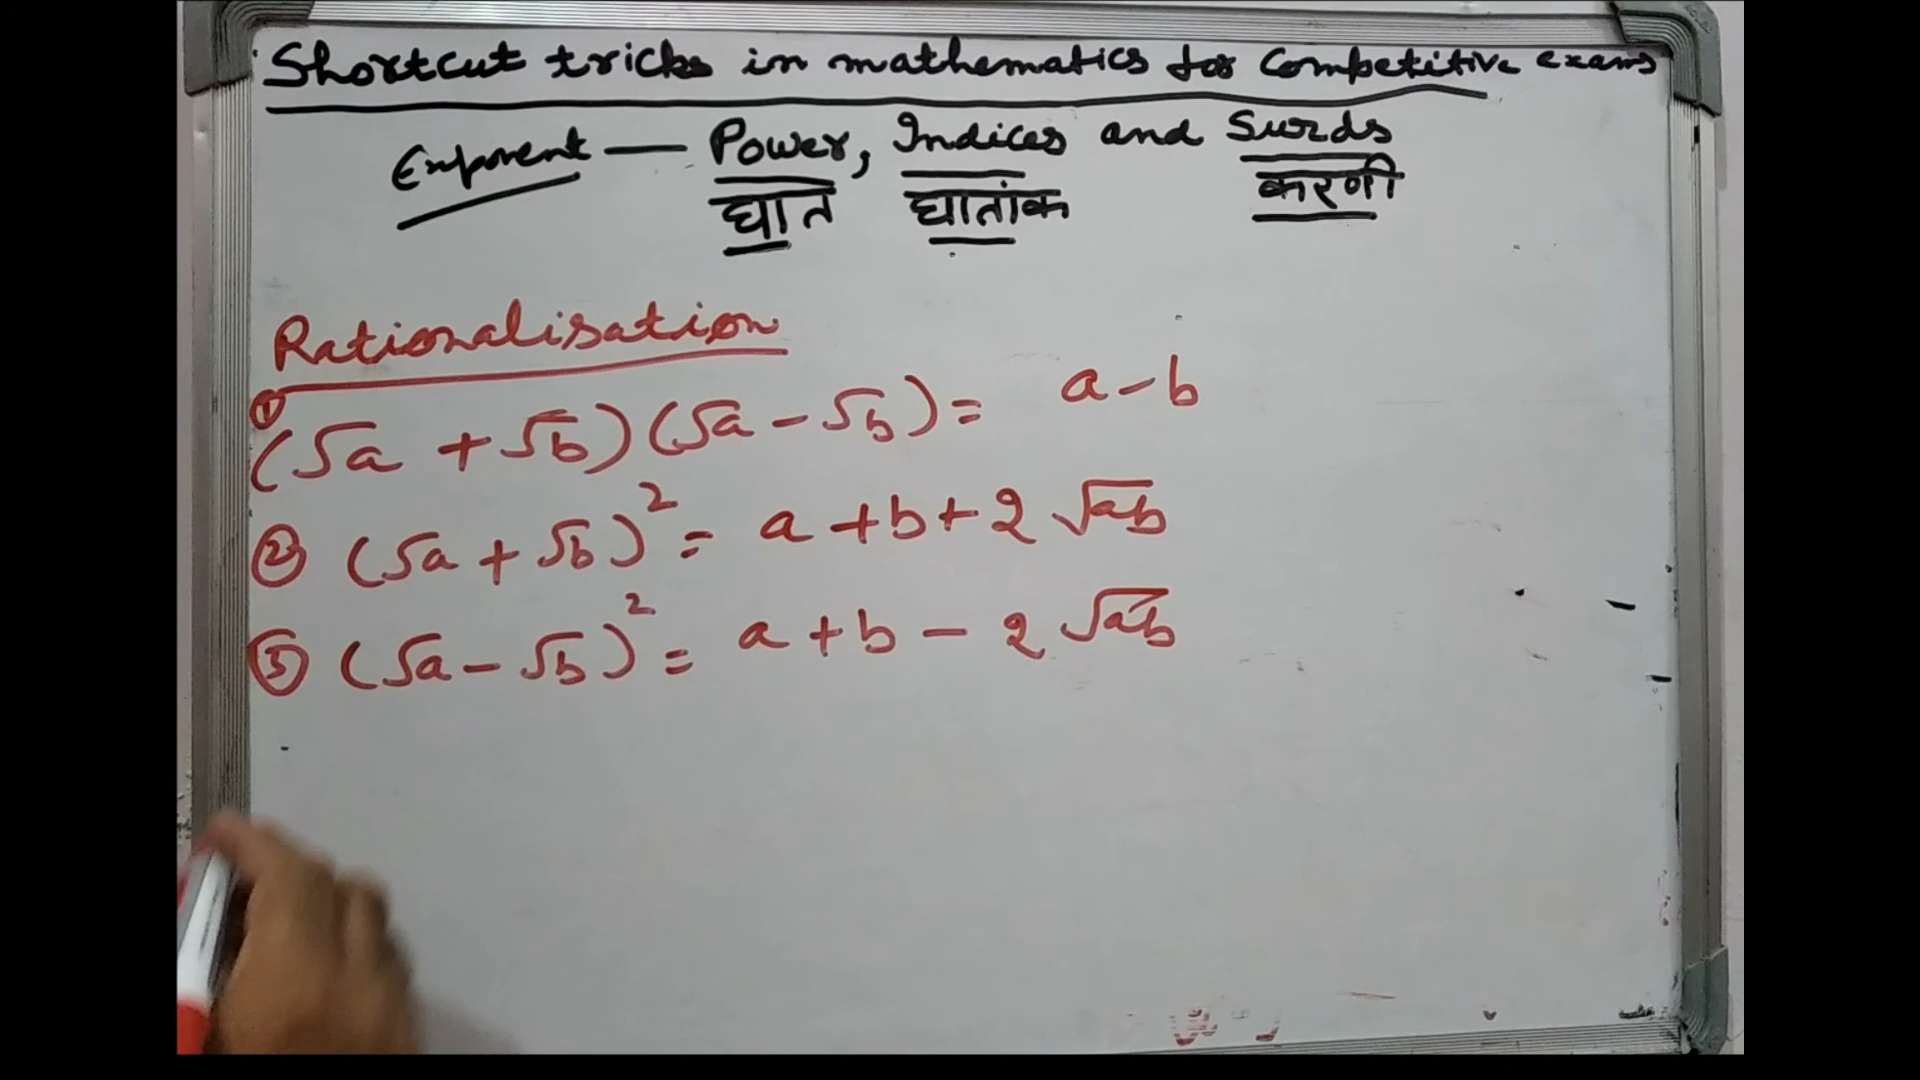 Shortcut tricks in mathematics for Competitive exams
Exponent — Power, Indices and Surds
घात घातांक करणी
Rationalisation
① (√a + √b)(√a - √b) = a - b
② (√a + √b)² = a + b + 2 √ab
③ (√a - √b)² = a + b - 2 √ab